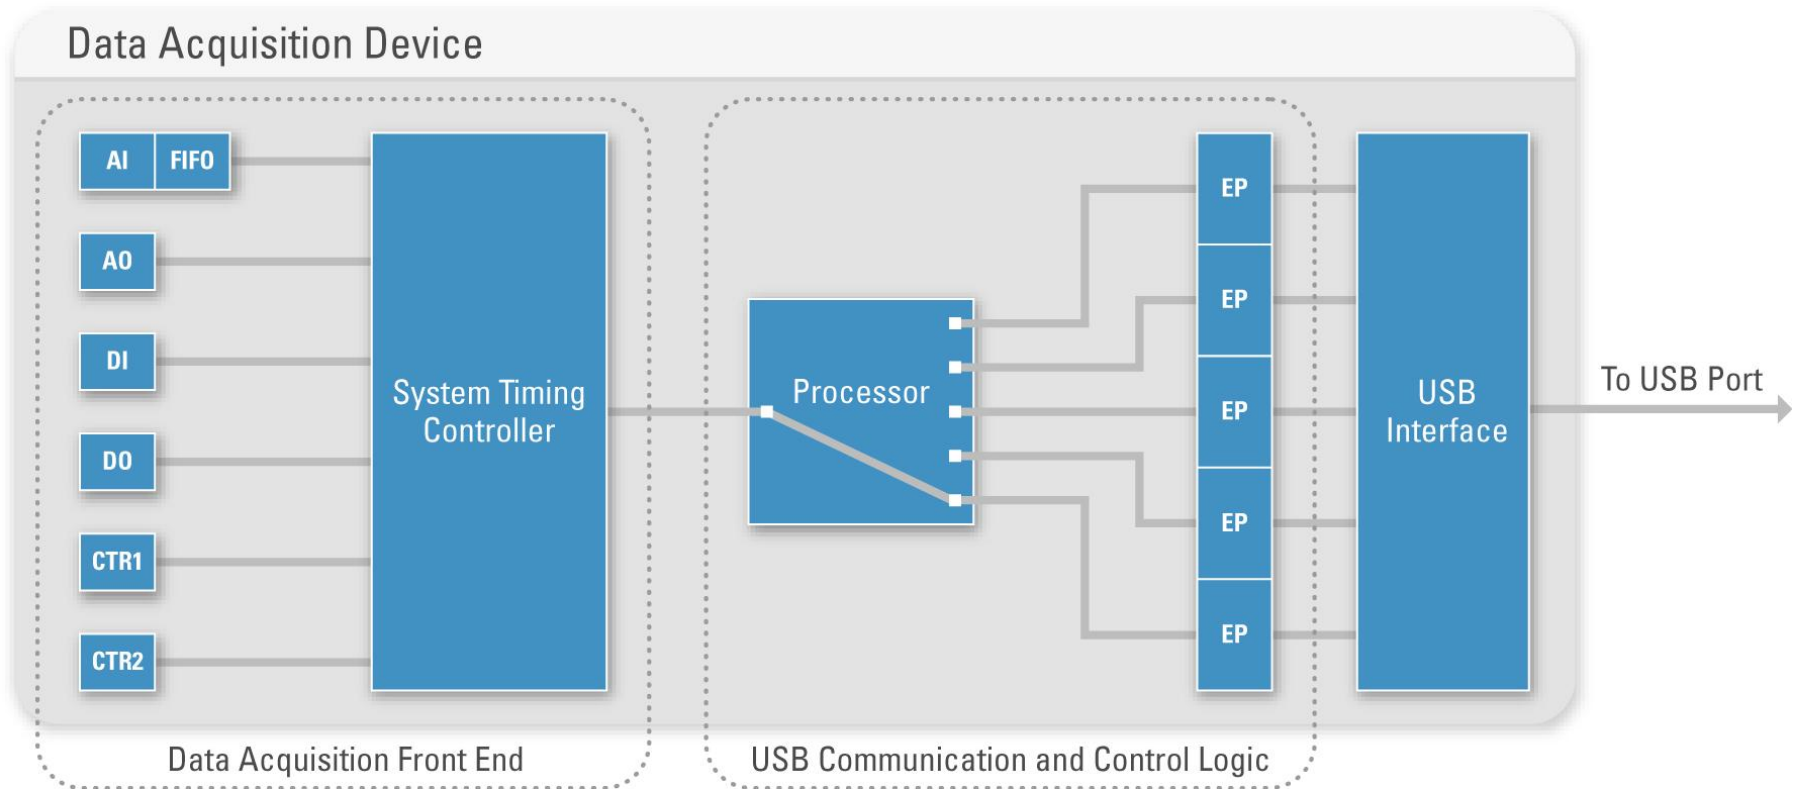 Data Acquisition Device
AI FIFO
AO
DI
DO
CTR1
CTR2
System Timing
Controller
Data Acquisition Front End
Processor
EP
EP
EP
EP
EP
USB Communication and Control Logic
USB
Interface
To USB Port